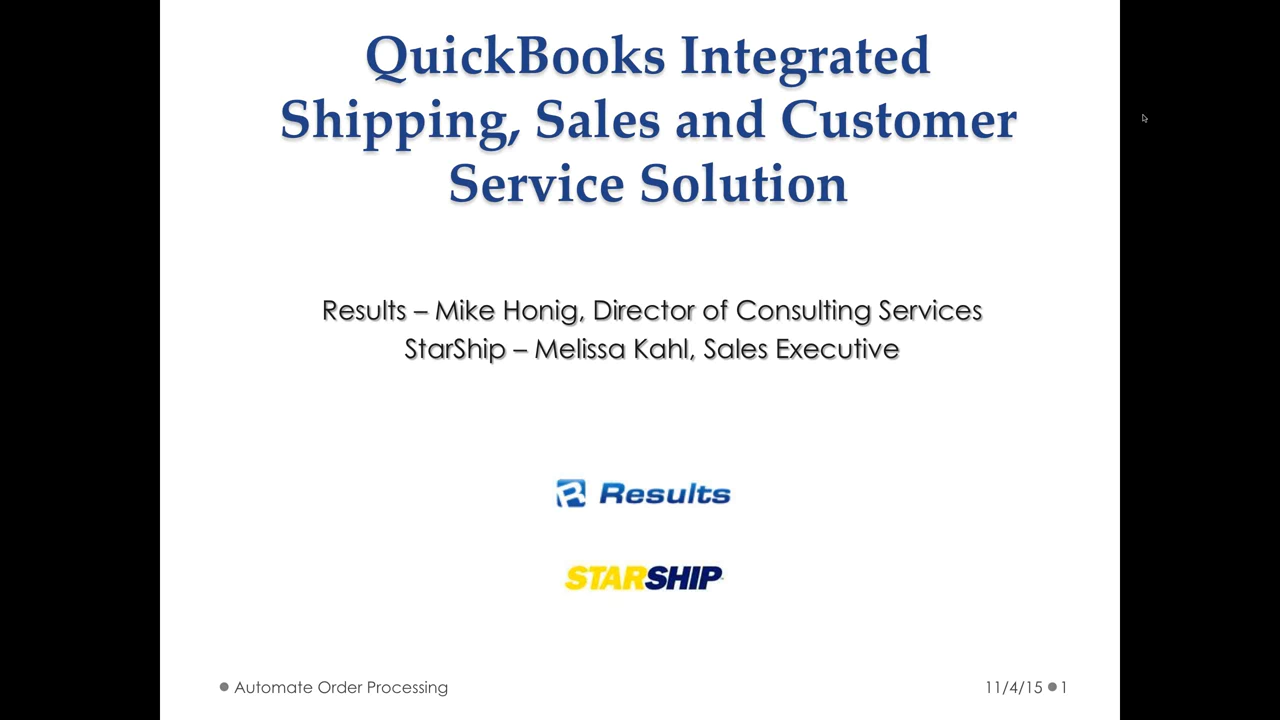 QuickBooks Integrated
Shipping, Sales and Customer
Service Solution
Results – Mike Honig, Director of Consulting Services
StarShip – Melissa Kahl, Sales Executive
Results
STARSHIP
Automate Order Processing
11/4/15 1